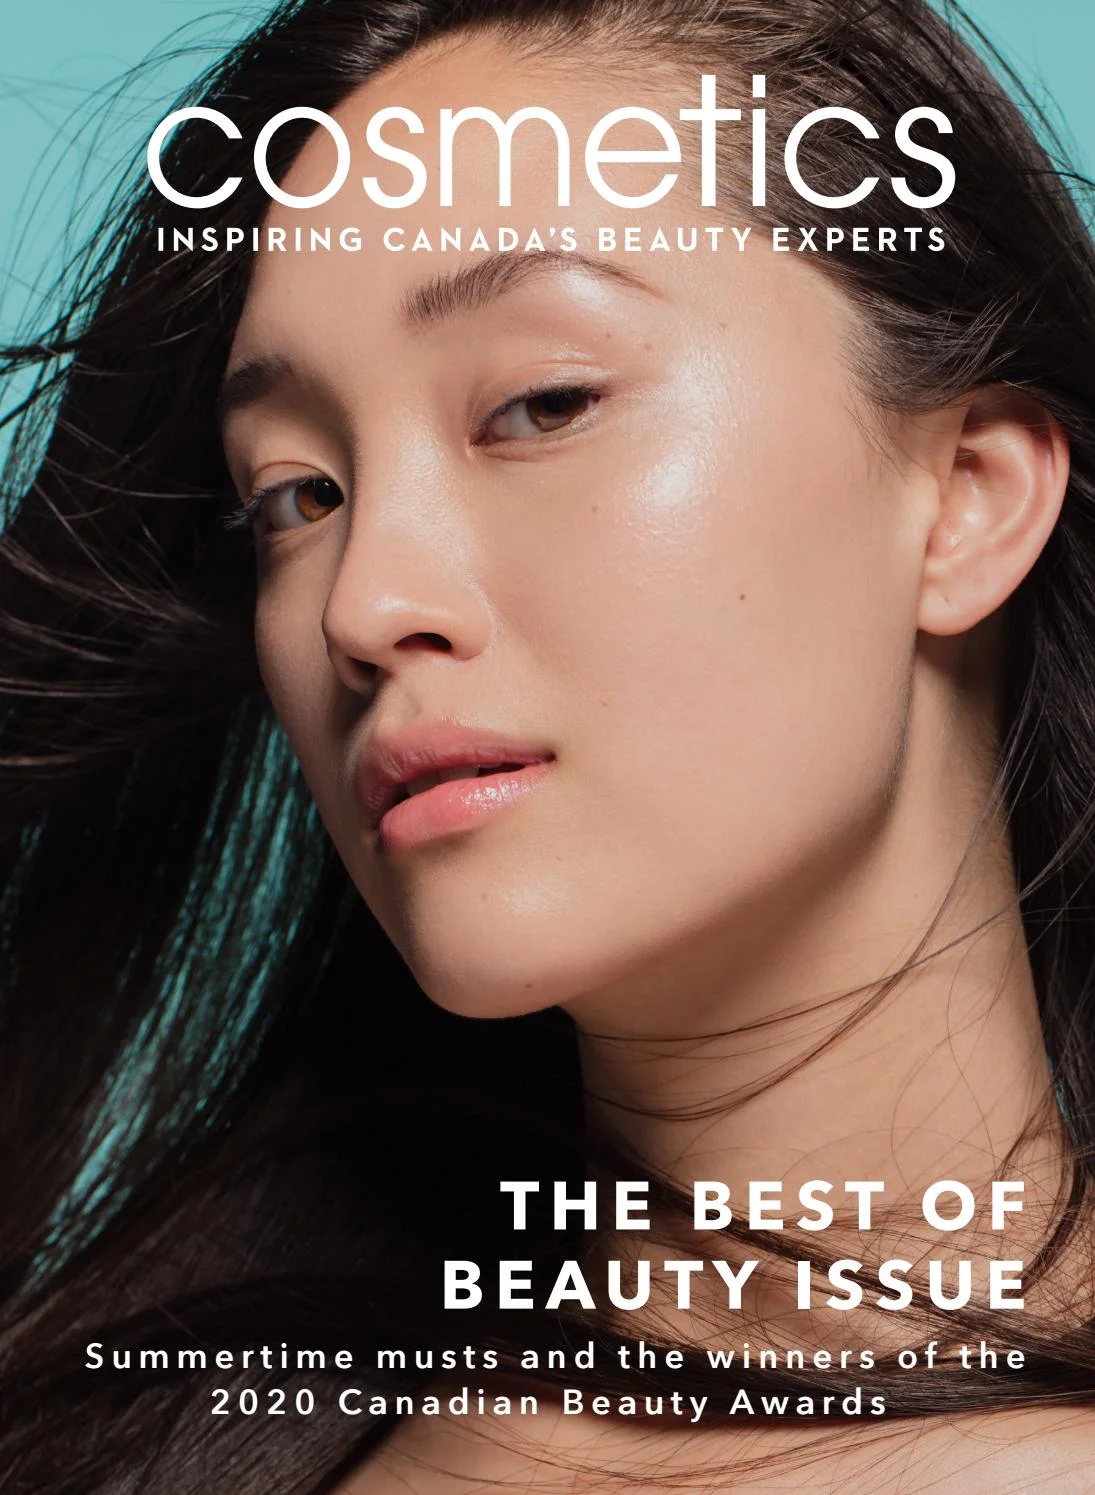 cosmetics
INSPIRING CANADA'S BEAUTY EXPERTS
THE BEST OF
BEAUTY ISSUE
Summertime musts and the winners of the
2020 Canadian Beauty Awards